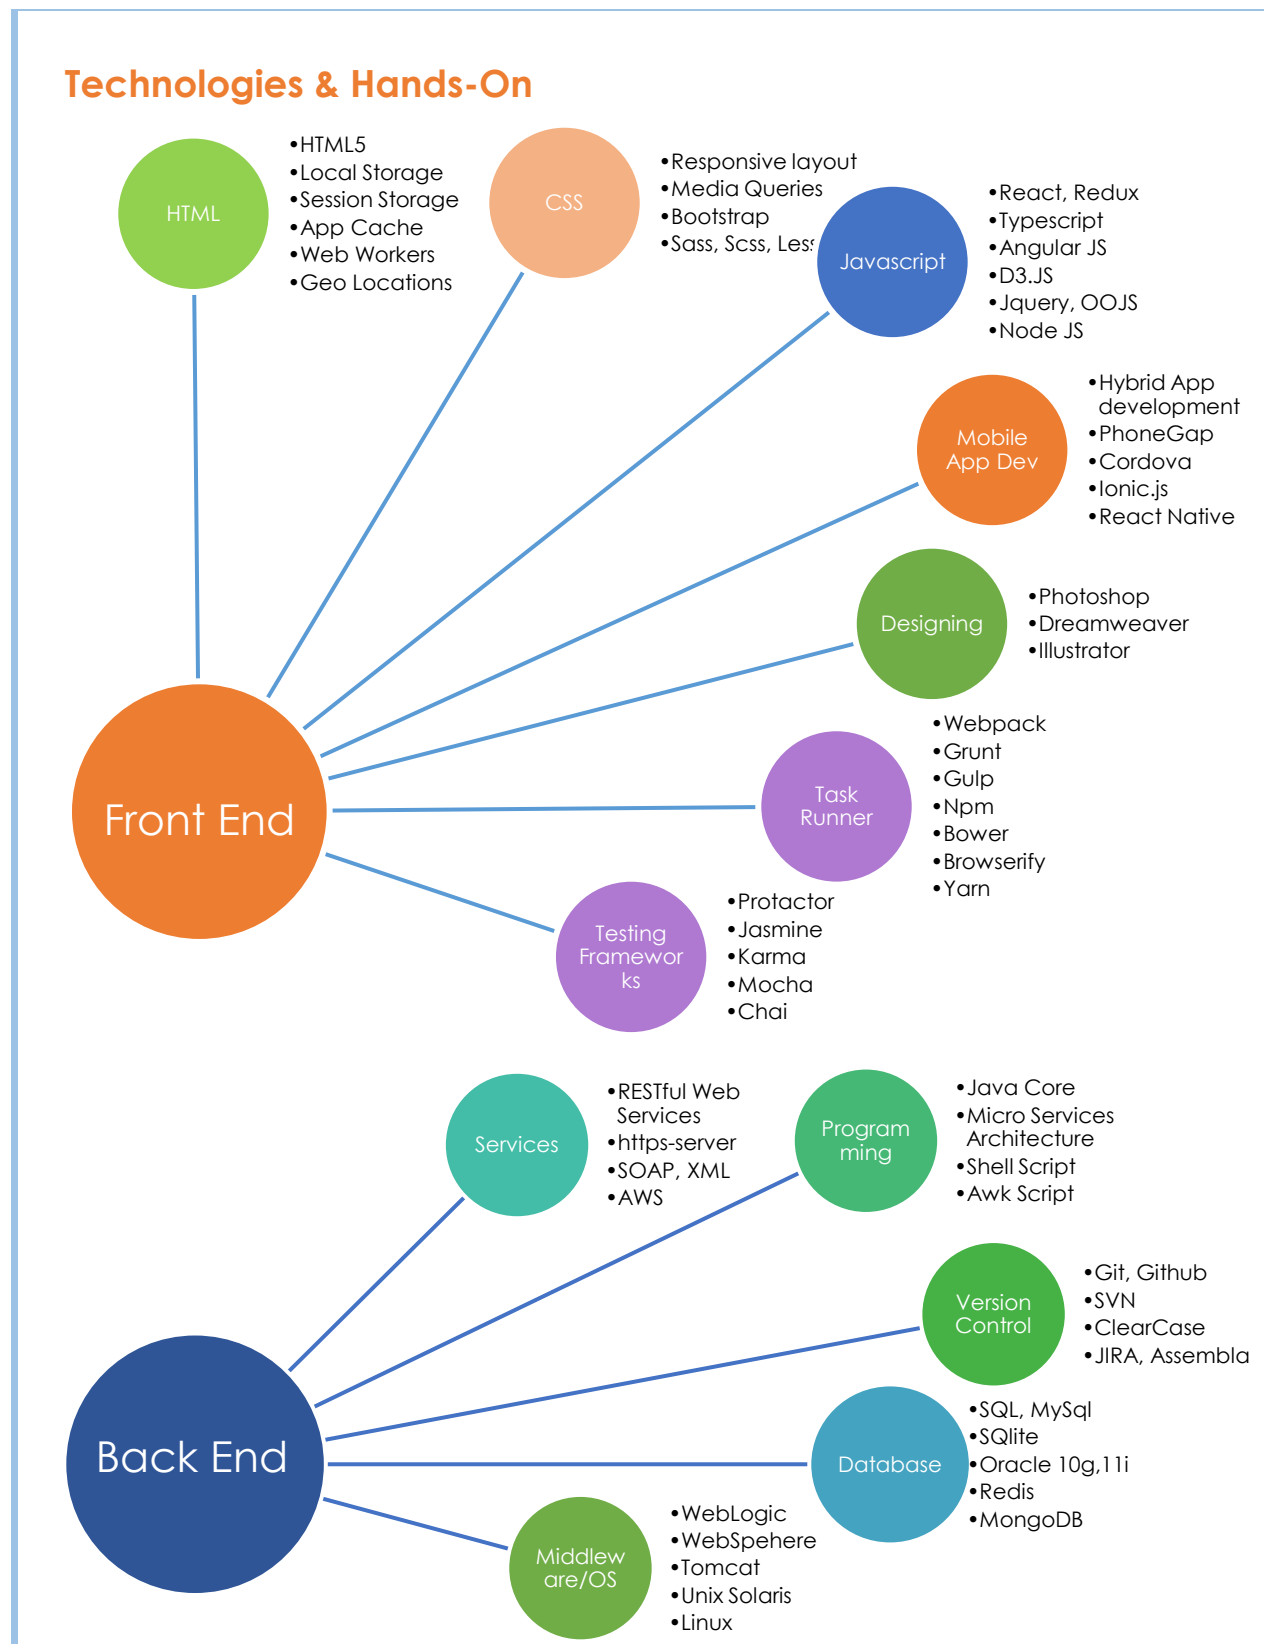 Technologies & Hands-On
HTML
•HTML5
•Local Storage
•Session Storage
•App Cache
•Web Workers
•Geo Locations
CSS
•Responsive layout
•Media Queries
•Bootstrap
•Sass, Scss, Less
Javascript
•React, Redux
•Typescript
•Angular JS
•D3.JS
•Jquery, OOJS
•Node JS
Mobile
App Dev
•Hybrid App
development
•PhoneGap
•Cordova
•Ionic.js
•React Native
Designing
•Photoshop
•Dreamweaver
•Illustrator
Task
Runner
•Webpack
•Grunt
•Gulp
•Npm
•Bower
•Browserify
•Yarn
Front End
Testing
Framewor
ks
•Protactor
•Jasmine
•Karma
•Mocha
•Chai
Services
•RESTful Web
Services
•https-server
•SOAP, XML
•AWS
Program
ming
•Java Core
•Micro Services
Architecture
•Shell Script
•Awk Script
Version
Control
•Git, Github
•SVN
•ClearCase
•JIRA, Assembla
Back End
Database
•SQL, MySql
•SQlite
•Oracle 10g,11i
•Redis
•MongoDB
Middlew
are/OS
•WebLogic
•WebSpehere
•Tomcat
•Unix Solaris
•Linux